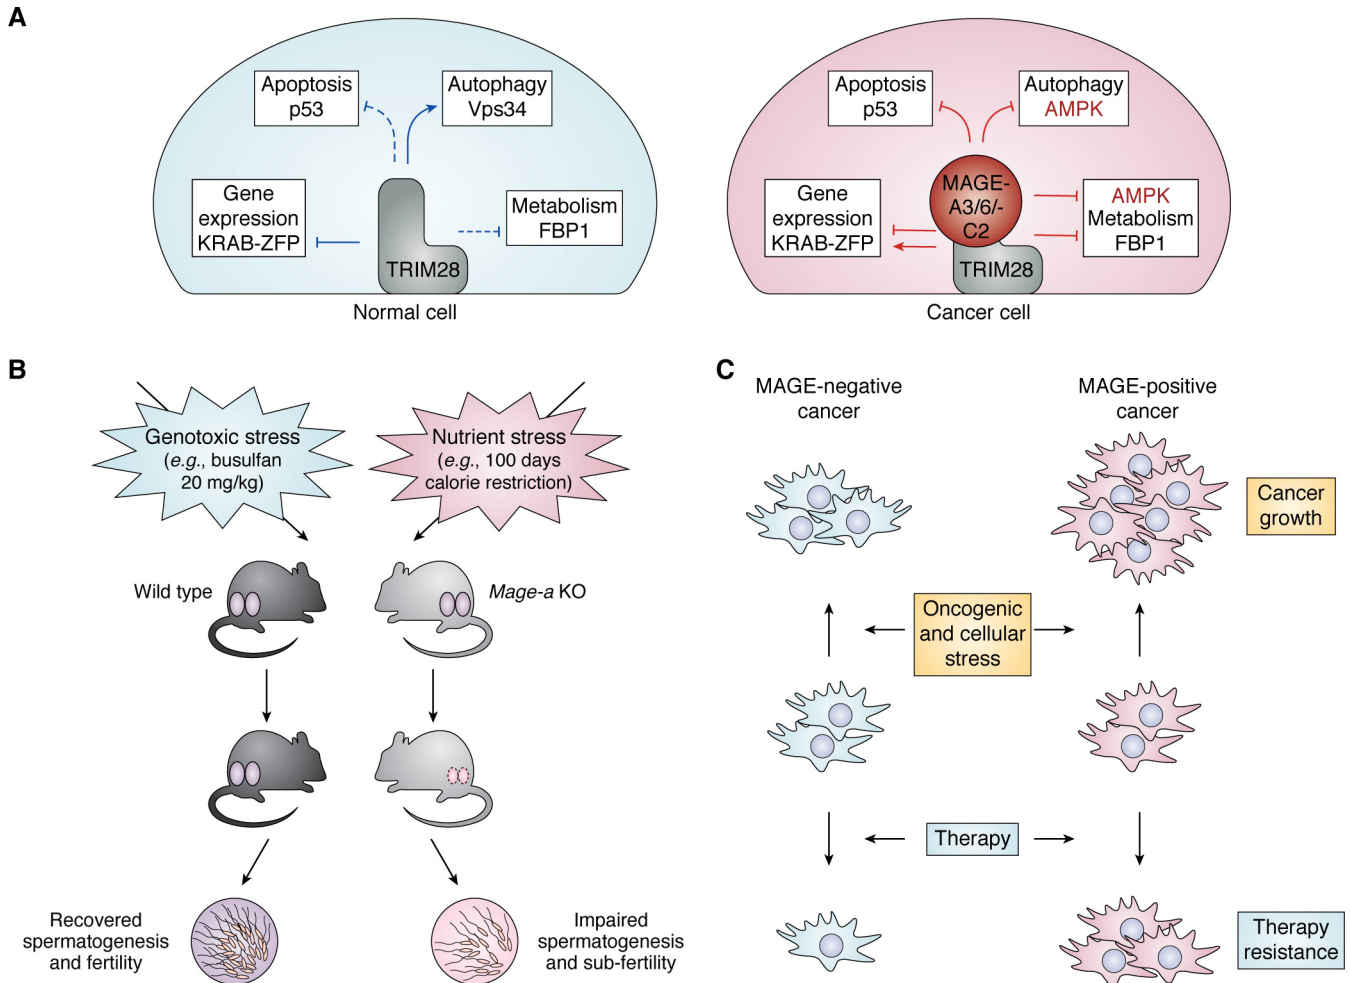 A
Apoptosis
p53
Autophagy
Vps34
Gene
expression
KRAB-ZFP
Metabolism
FBP1
TRIM28
Normal cell
Apoptosis
p53
Autophagy
AMPK
Gene
expression
KRAB-ZFP
MAGE-
A3/6/-
C2
AMPK
Metabolism
FBP1
TRIM28
Cancer cell
B
Genotoxic stress
(e.g., busulfan
20 mg/kg)
Nutrient stress
(e.g., 100 days
calorie restriction)
Wild type
Mage-a KO
Recovered
spermatogenesis
and fertility
Impaired
spermatogenesis
and sub-fertility
C
MAGE-negative
cancer
MAGE-positive
cancer
Cancer
growth
Oncogenic
and cellular
stress
Therapy
Therapy
resistance